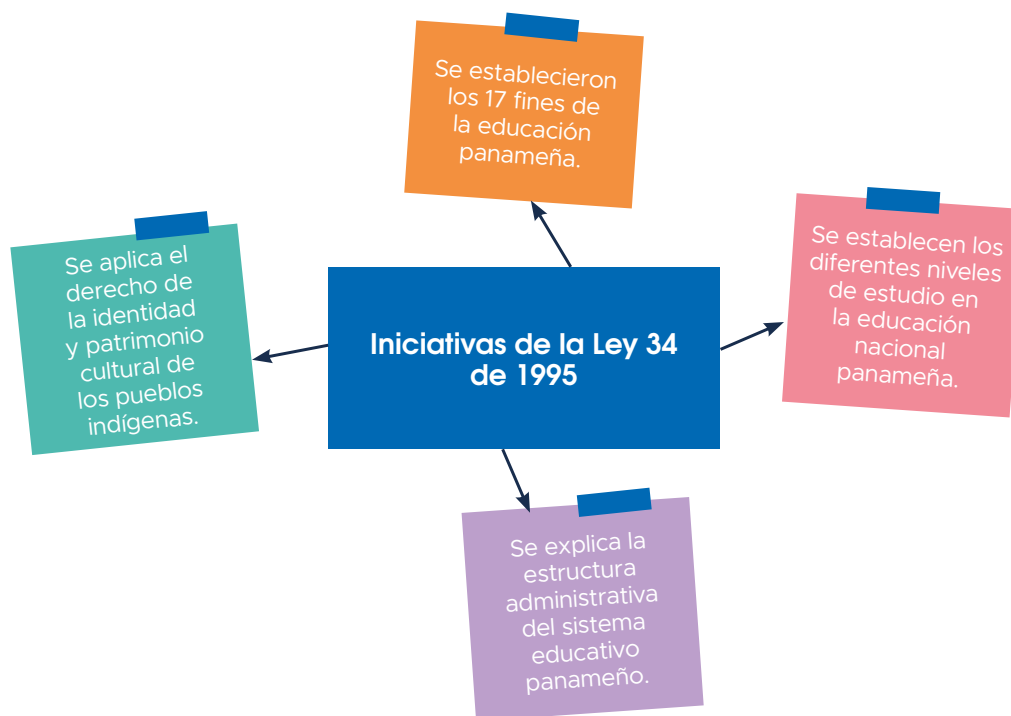 Se establecieron
los 17 fines de
la educación
panameña.
Se aplica el
derecho de
la identidad
y patrimonio
cultural de
los pueblos
indígenas.
Iniciativas de la Ley 34
de 1995
Se establecen los
diferentes niveles
de estudio en
la educación
nacional
panameña.
Se explica la
estructura
administrativa
del sistema
educativo
panameño.